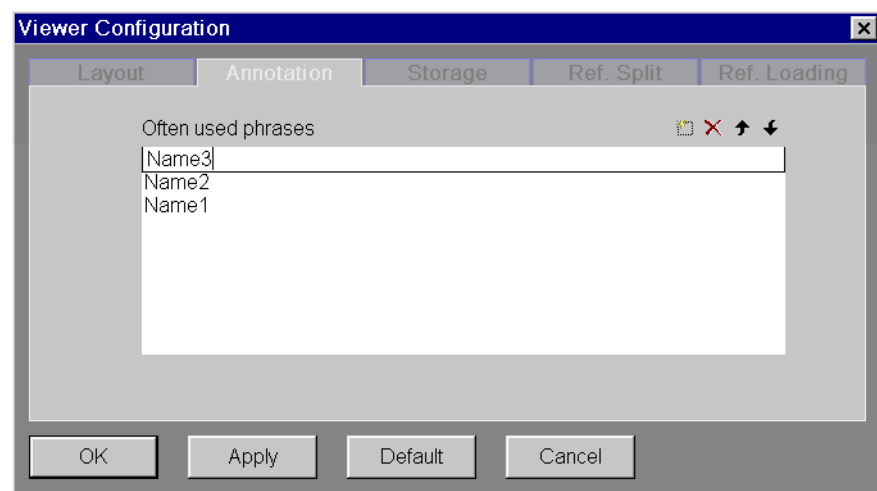 Viewer Configuration
Layout Annotation Storage Ref. Split Ref. Loading
Often used phrases
Name3
Name2
Name1
OK Apply Default Cancel